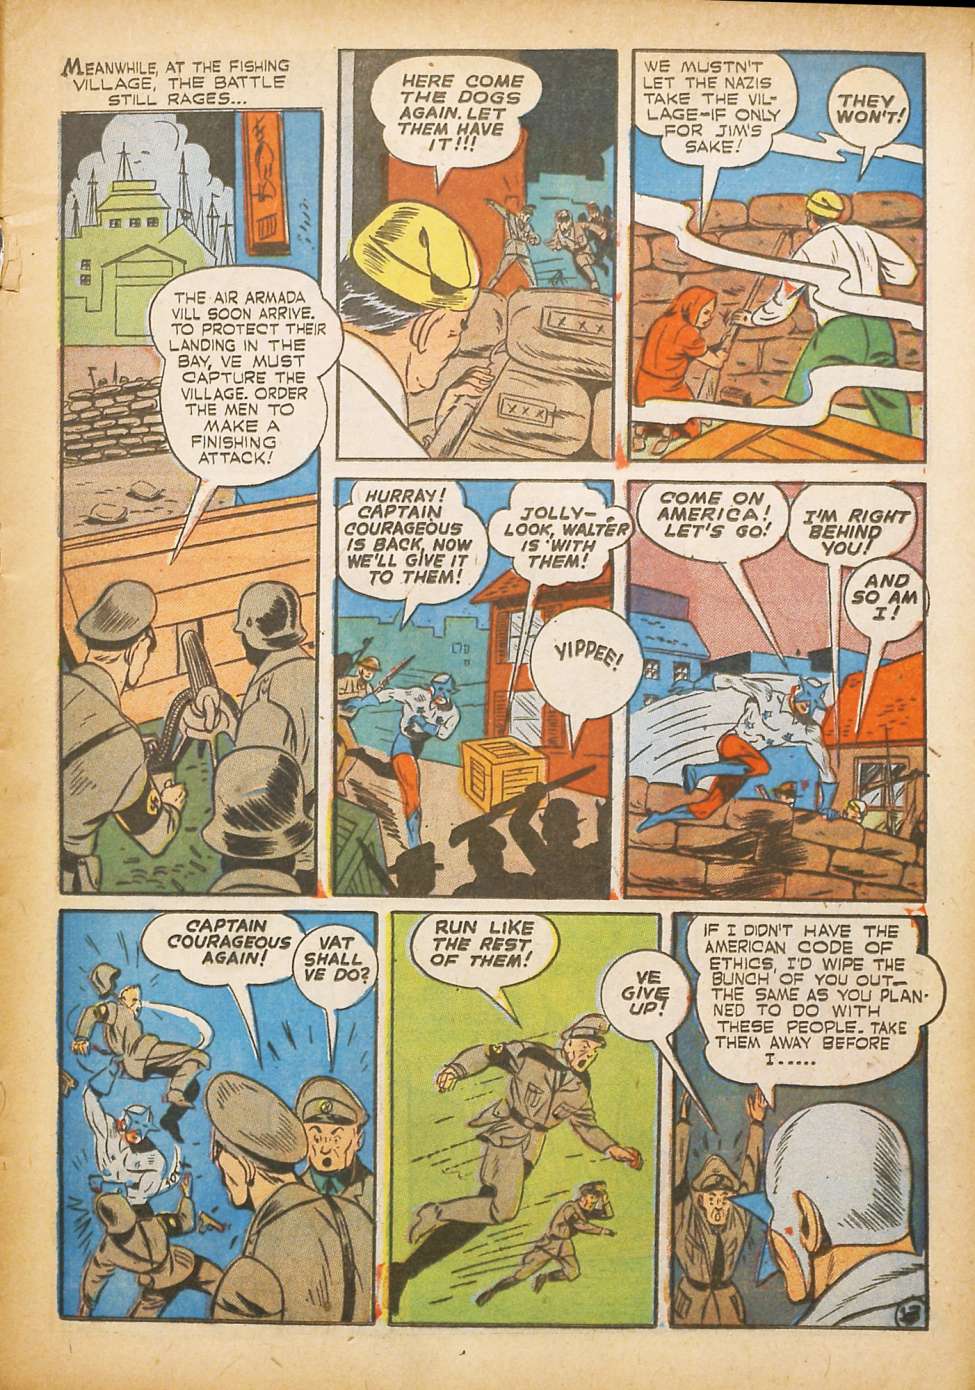 MEANWHILE, AT THE FISHING
VILLAGE, THE BATTLE
STILL RAGES...
THE AIR ARMADA
VILL SOON ARRIVE.
TO PROTECT THEIR
LANDING IN THE
BAY, VE MUST
CAPTURE THE
VILLAGE. ORDER
THE MEN TO
MAKE A
FINISHING
ATTACK!
HERE COME
THE DOGS
AGAIN. LET
THEM HAVE
IT!!!
XXX
XXX
WE MUSTN'T
LET THE NAZIS
TAKE THE VIL-
LAGE-IF ONLY
FOR JIM'S
SAKE!
THEY
WON'T!
HURRAY!
CAPTAIN
COURAGEOUS
IS BACK, NOW
WE'LL GIVE IT
TO THEM!
JOLLY-
LOOK, WALTER
IS WITH
THEM!
YIPPEE!
COME ON
AMERICA!
LET'S GO!
I'M RIGHT
BEHIND
YOU!
AND
SO AM
I!
CAPTAIN
COURAGEOUS
AGAIN!
VAT
SHALL
VE DO?
RUN LIKE
THE REST
OF THEM!
VE
GIVE
UP!
IF I DIDN'T HAVE THE
AMERICAN CODE OF
ETHICS, I'D WIPE THE
BUNCH OF YOU OUT-
THE SAME AS YOU PLAN-
NED TO DO WITH
THESE PEOPLE. TAKE
THEM AWAY BEFORE
I.....